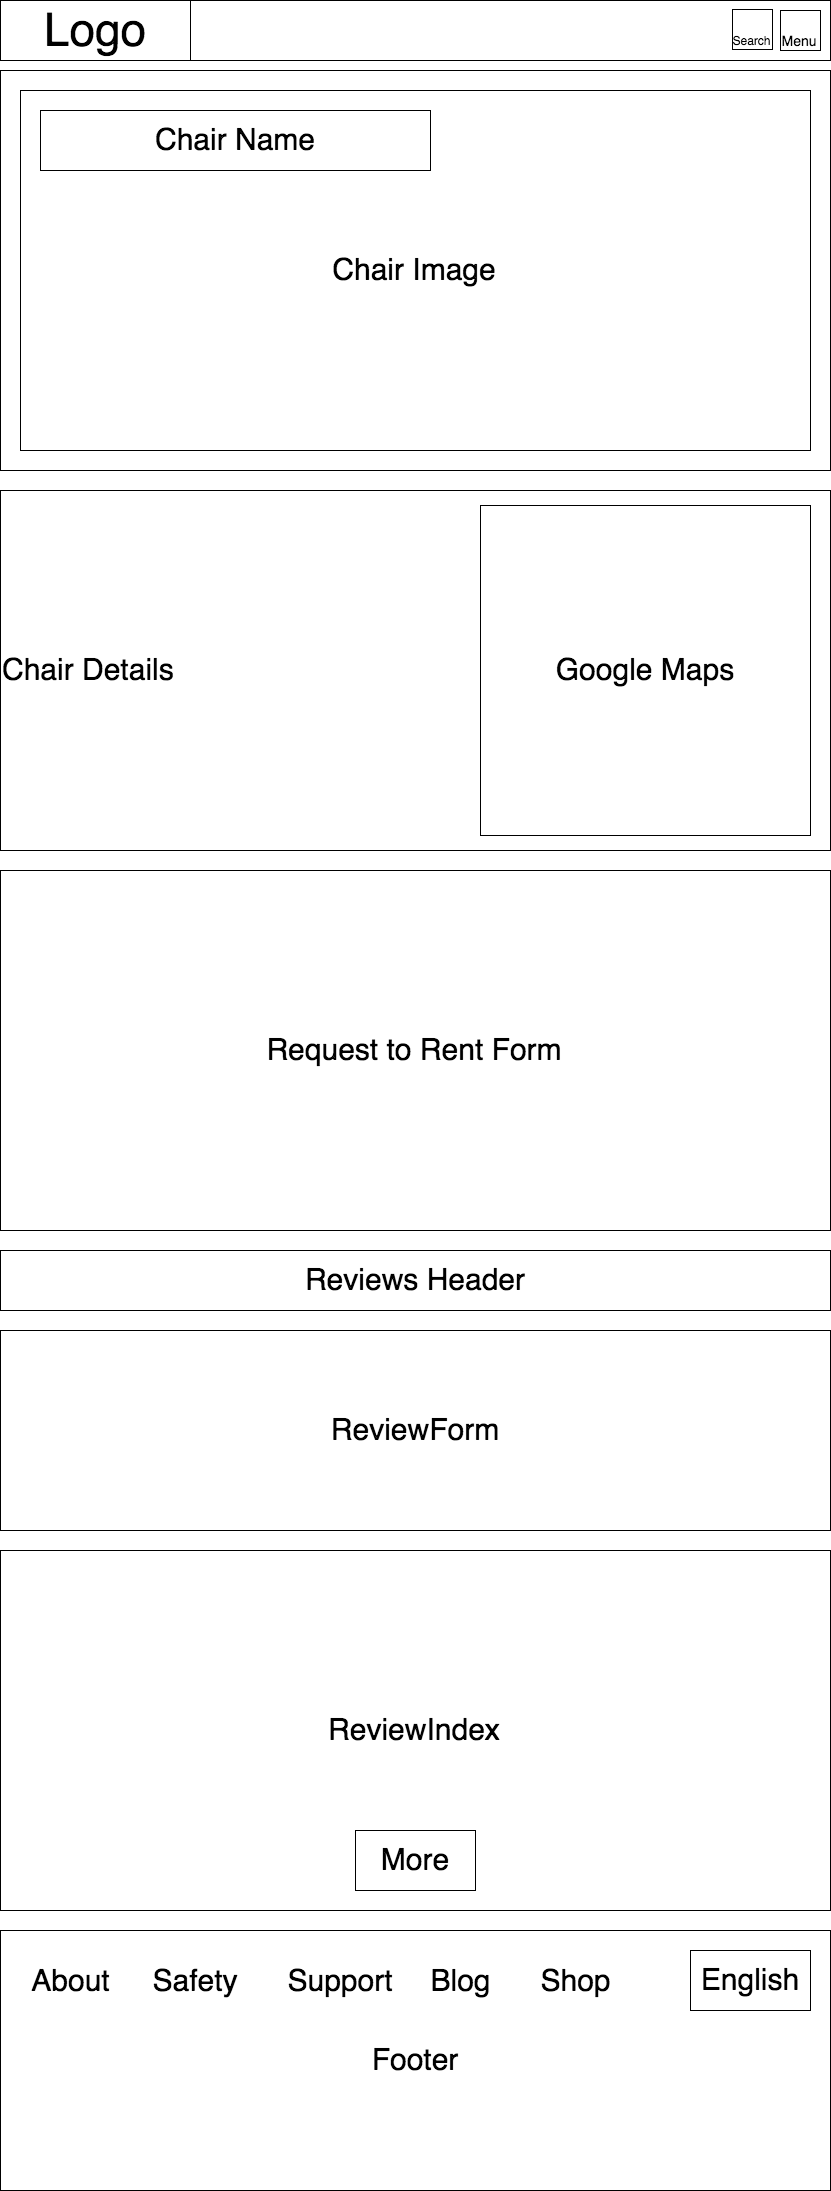 Logo
Search
Menu
Chair Name
Chair Image
Chair Details
Google Maps
Request to Rent Form
Reviews Header
ReviewForm
ReviewIndex
More
About Safety Support Blog Shop English
Footer